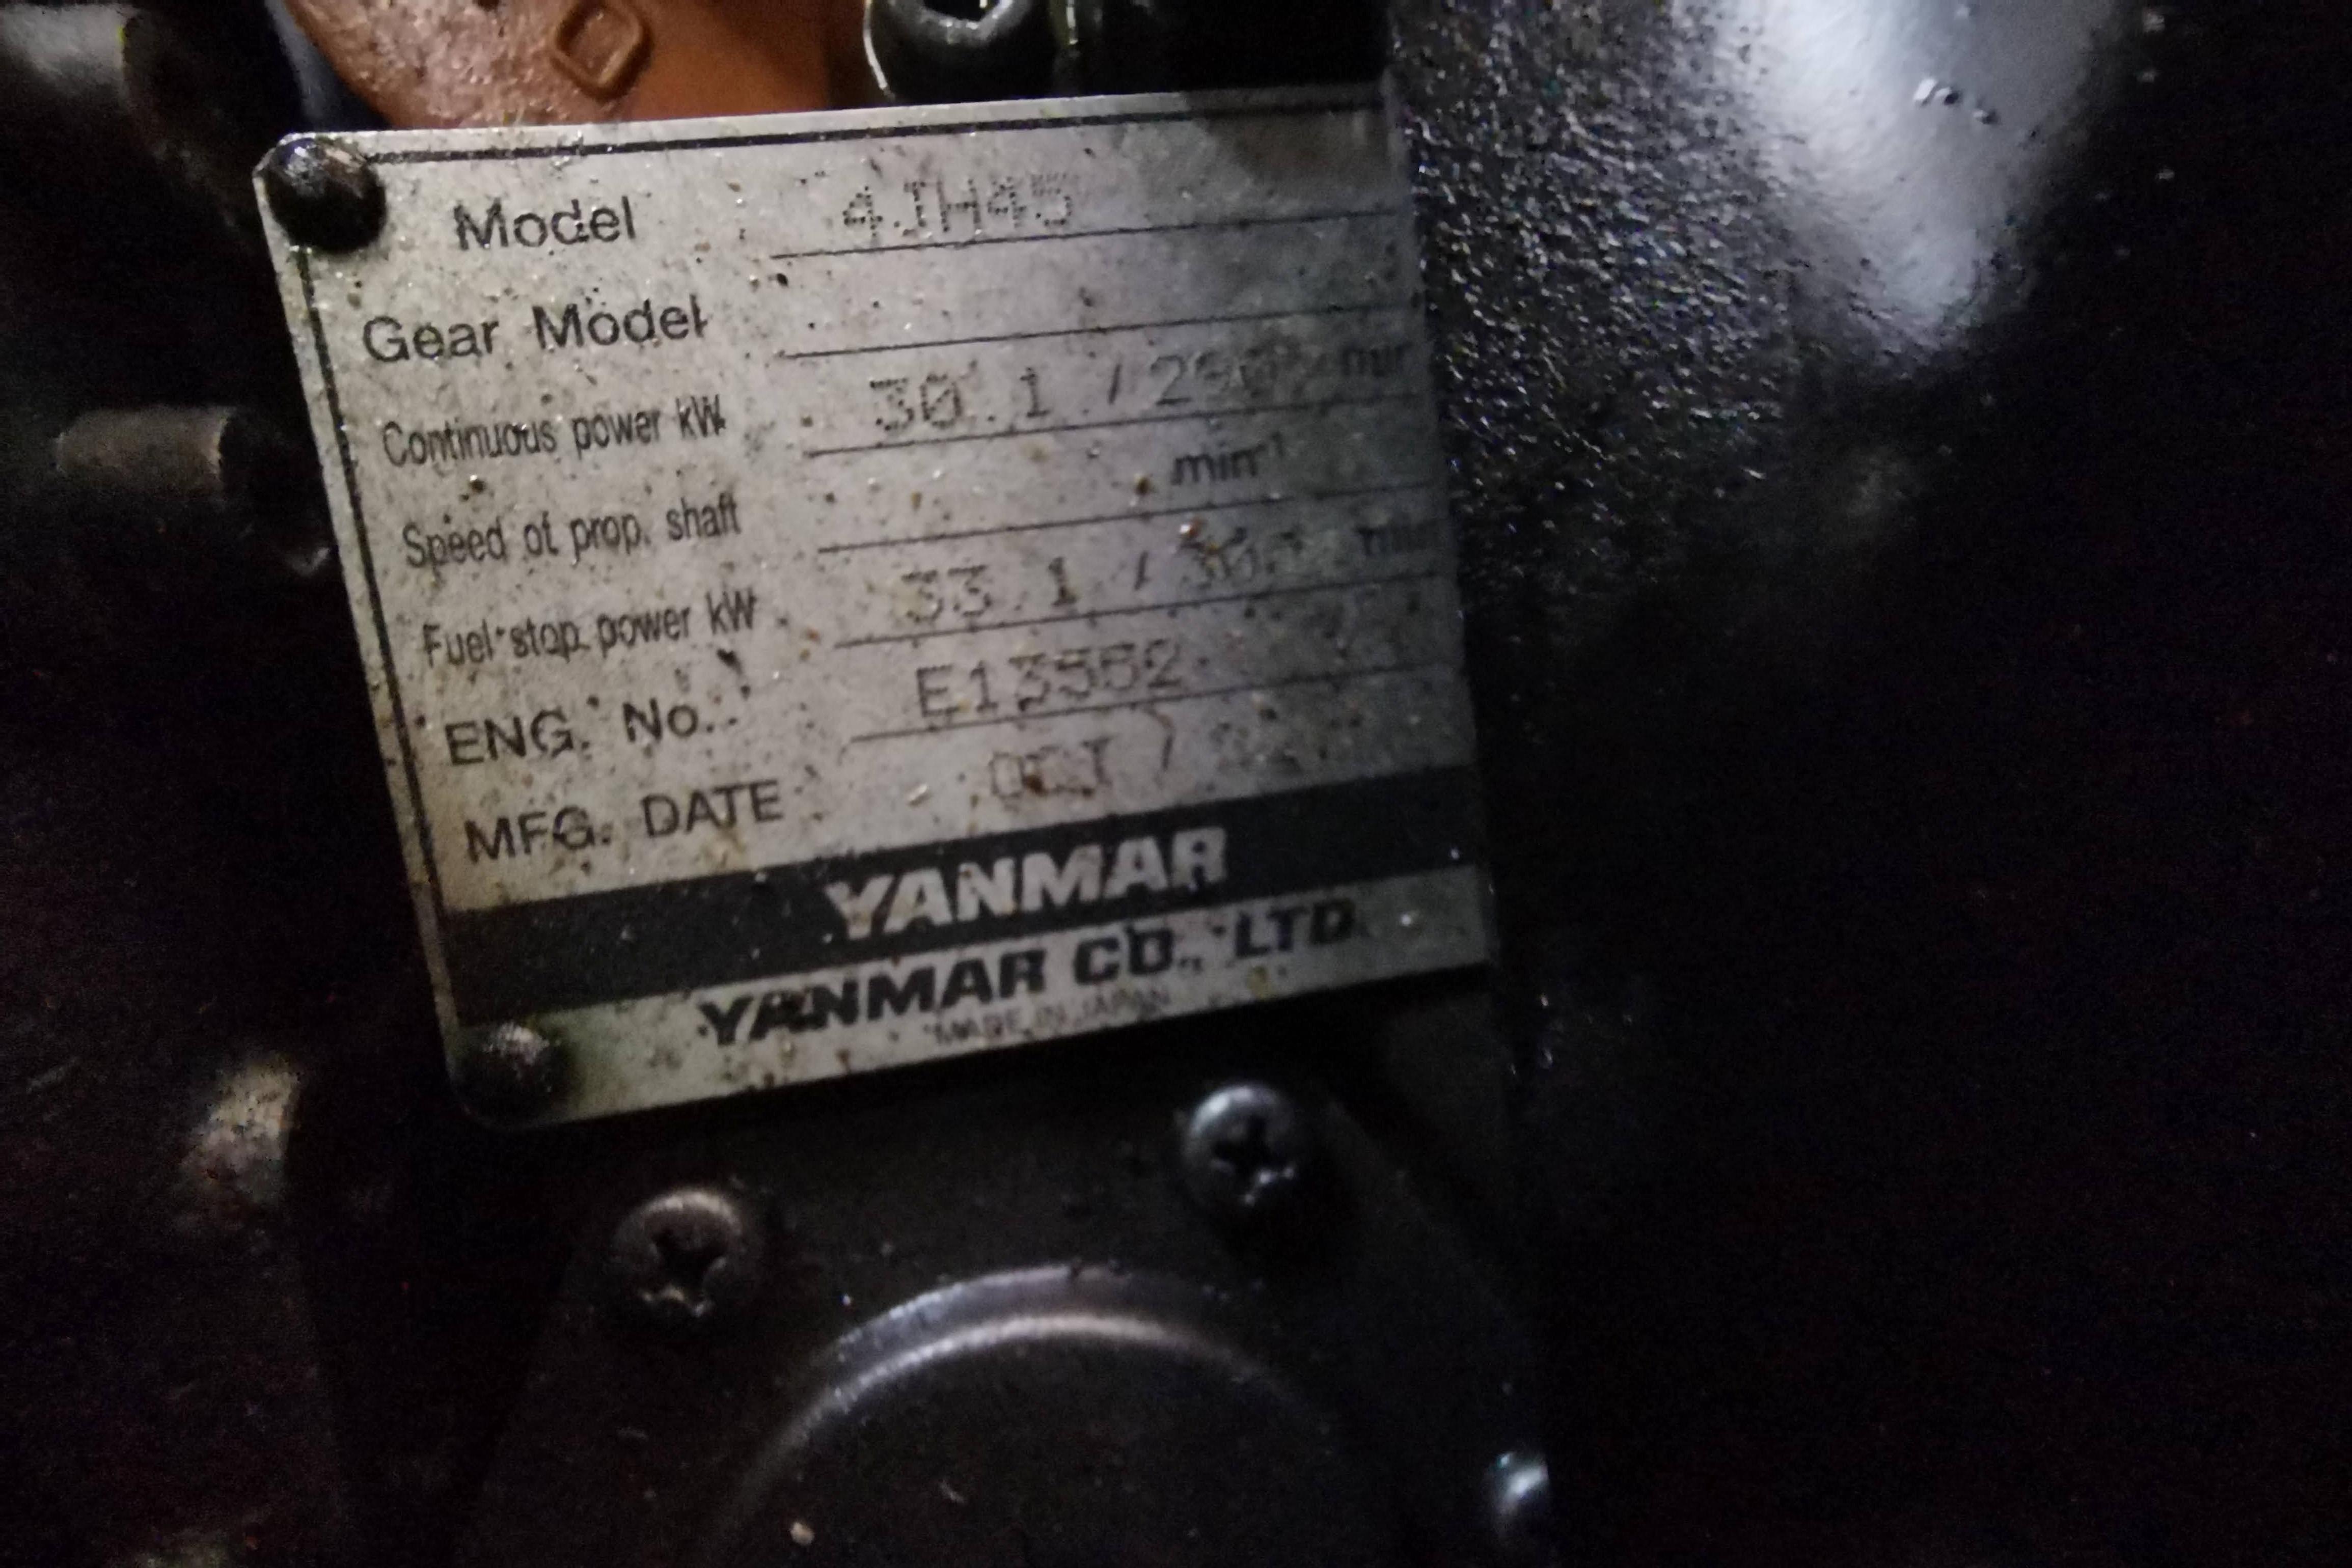 Model 4JH45
Gear Model
Continuous power kW 30.1 /
Speed of prop. shaft min⁻¹
Fuel stop power kW 33.1 /
ENG. No. E13552
MFG. DATE OCT /
YANMAR
YANMAR CO., LTD.
MADE IN JAPAN